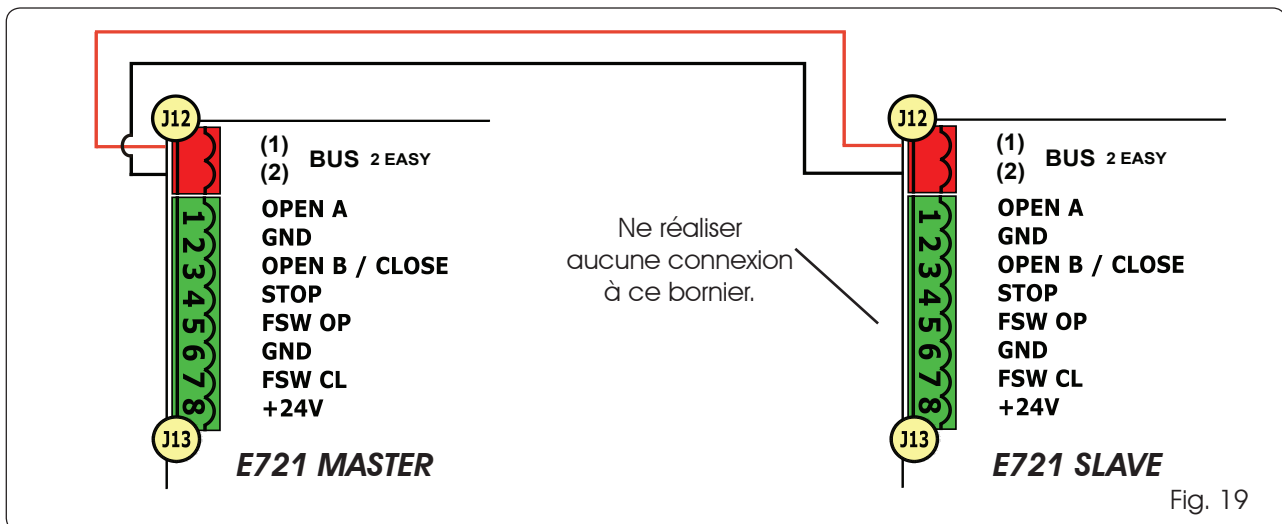 J12
(1)
(2)
BUS 2 EASY
1 OPEN A
2 GND
3 OPEN B / CLOSE
4 STOP
5 FSW OP
6 GND
7 FSW CL
8 +24V
J13
E721 MASTER
Ne réaliser
aucune connexion
à ce bornier.
J12
(1)
(2)
BUS 2 EASY
1 OPEN A
2 GND
3 OPEN B / CLOSE
4 STOP
5 FSW OP
6 GND
7 FSW CL
8 +24V
J13
E721 SLAVE
Fig. 19